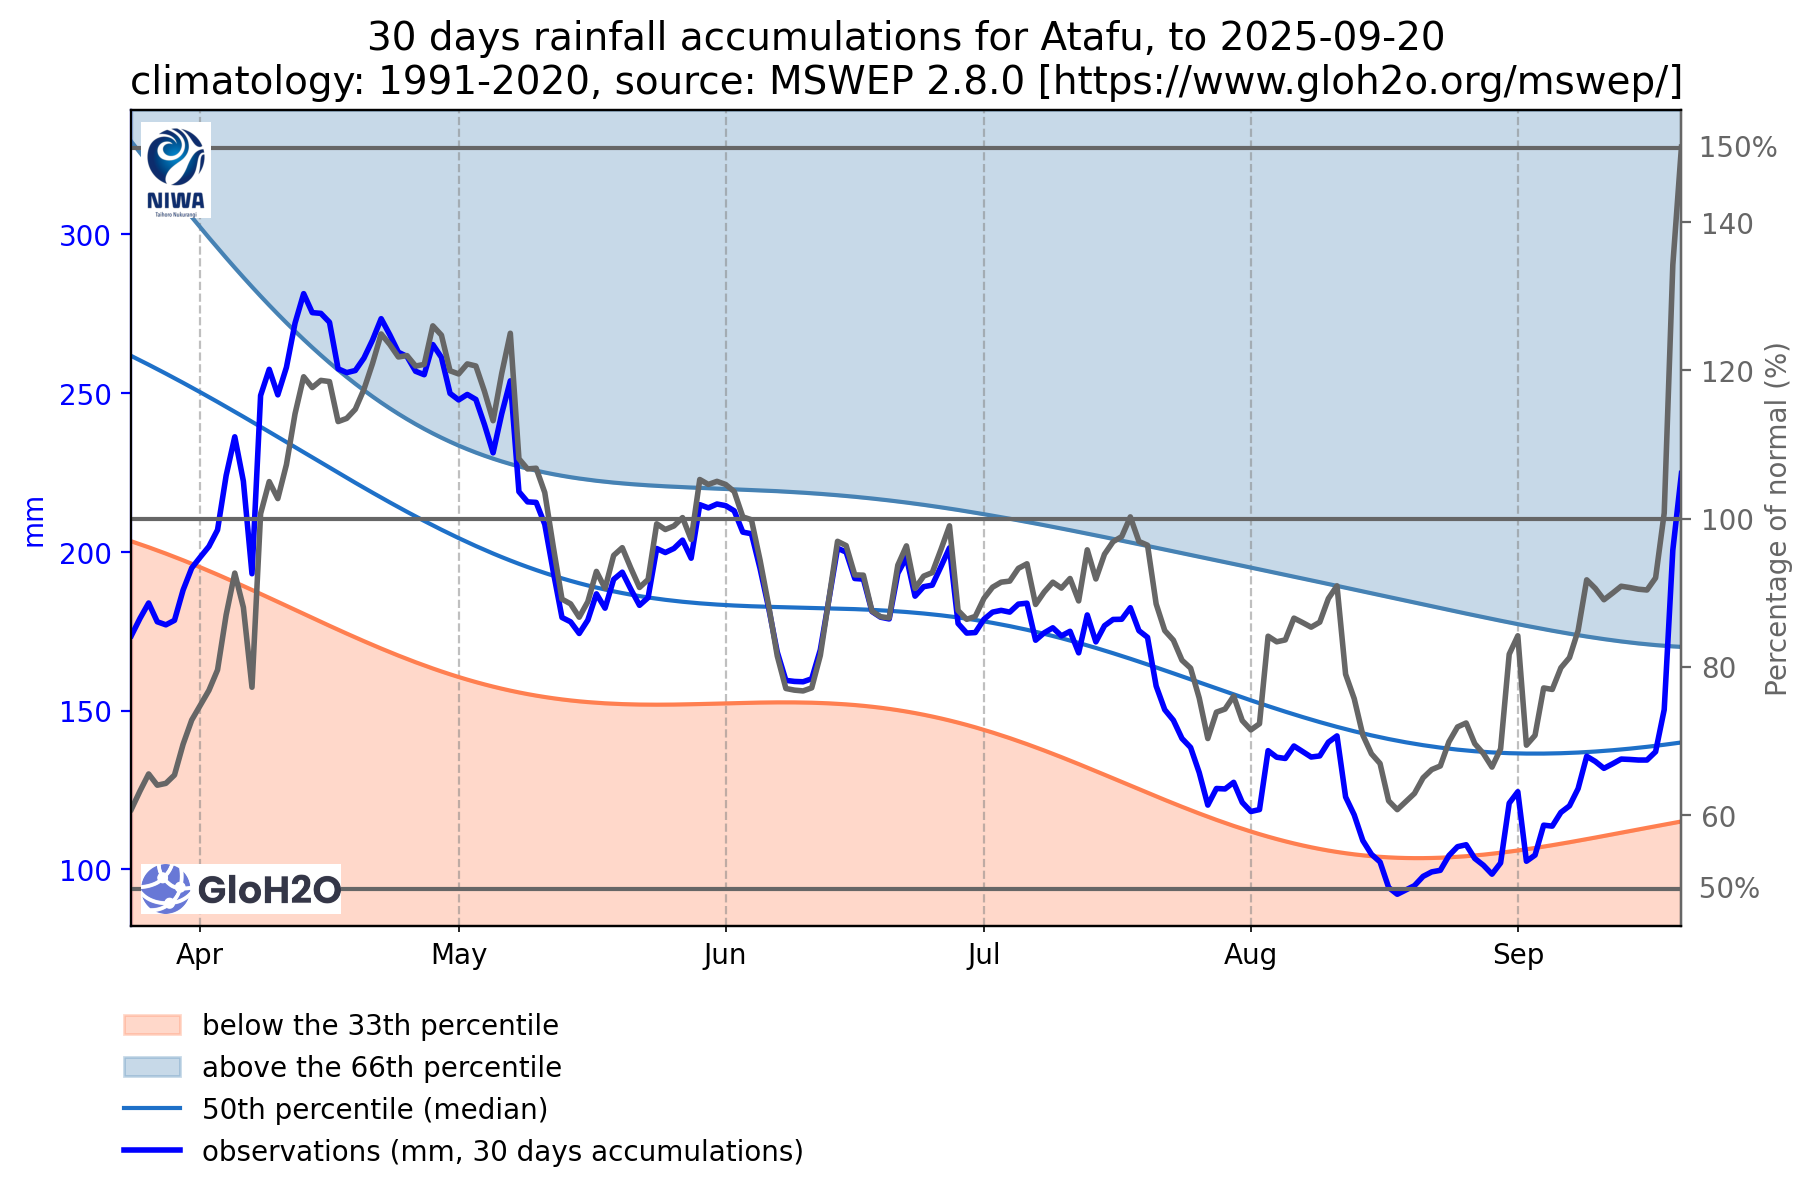 30 days rainfall accumulations for Atafu, to 2025-09-20
climatology: 1991-2020, source: MSWEP 2.8.0 [https://www.gloh2o.org/mswep/]
NIWA
Taihoro Nukurangi
300
250
200
150
100
mm
150%
140
120
100
80
60
50%
Percentage of normal (%)
GloH2O
Apr May Jun Jul Aug Sep
below the 33th percentile
above the 66th percentile
50th percentile (median)
observations (mm, 30 days accumulations)